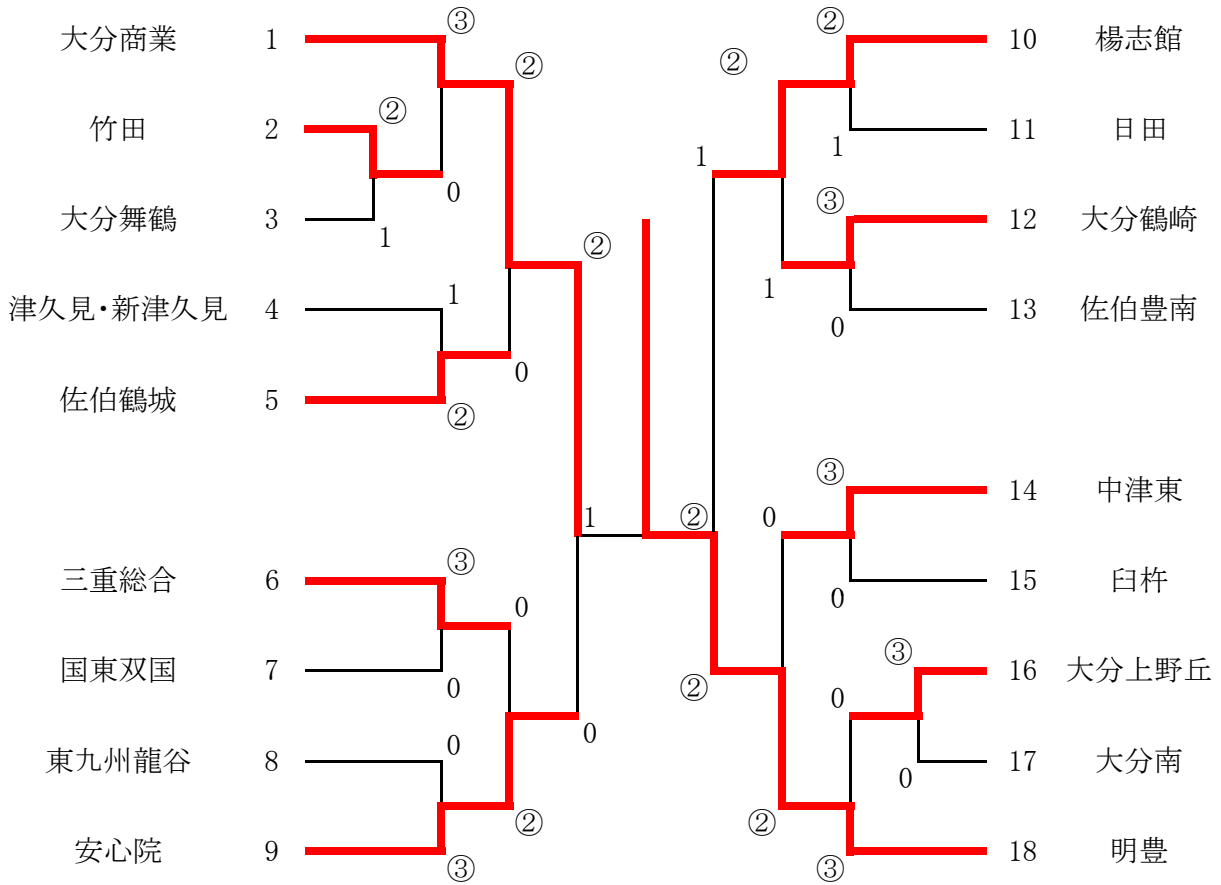 大分商業 1 ③
②
竹田 2 ②
0
大分舞鶴 3 1
②
津久見・新津久見 4 1
0
佐伯鶴城 5 ②
1
三重総合 6 ③
0
国東双国 7 0
東九州龍谷 8 0
0
②
安心院 9 ③
② 10 楊志館
②
1 11 日田
1
③ 12 大分鶴崎
1
0 13 佐伯豊南
②
③ 14 中津東
0
0 15 臼杵
②
③ 16 大分上野丘
0
0 17 大分南
②
③ 18 明豊